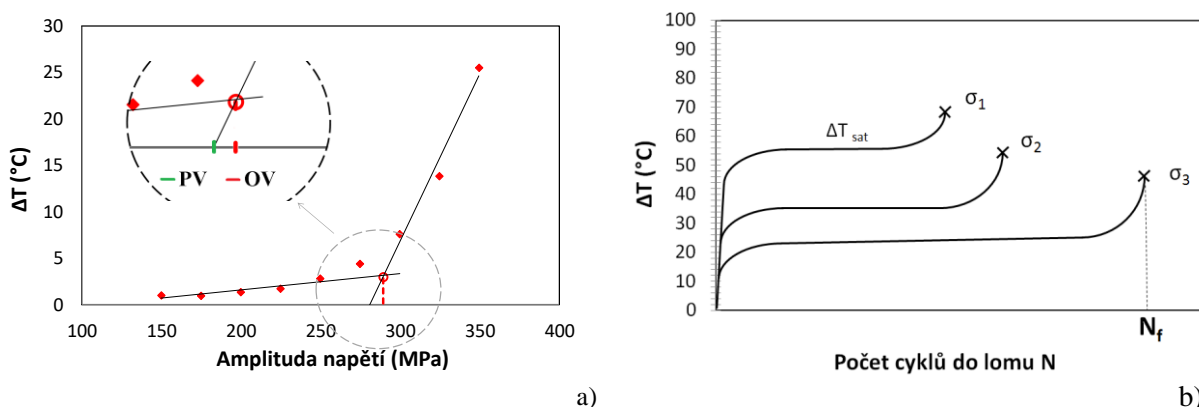 30
25
20
15
10
5
0
ΔT (°C)
PV OV
100 150 200 250 300 350 400
Amplituda napětí (MPa)
a)
100
90
80
70
60
50
40
30
20
10
0
ΔT (°C)
σ1
ΔT sat
σ2
σ3
Nf
Počet cyklů do lomu N
b)